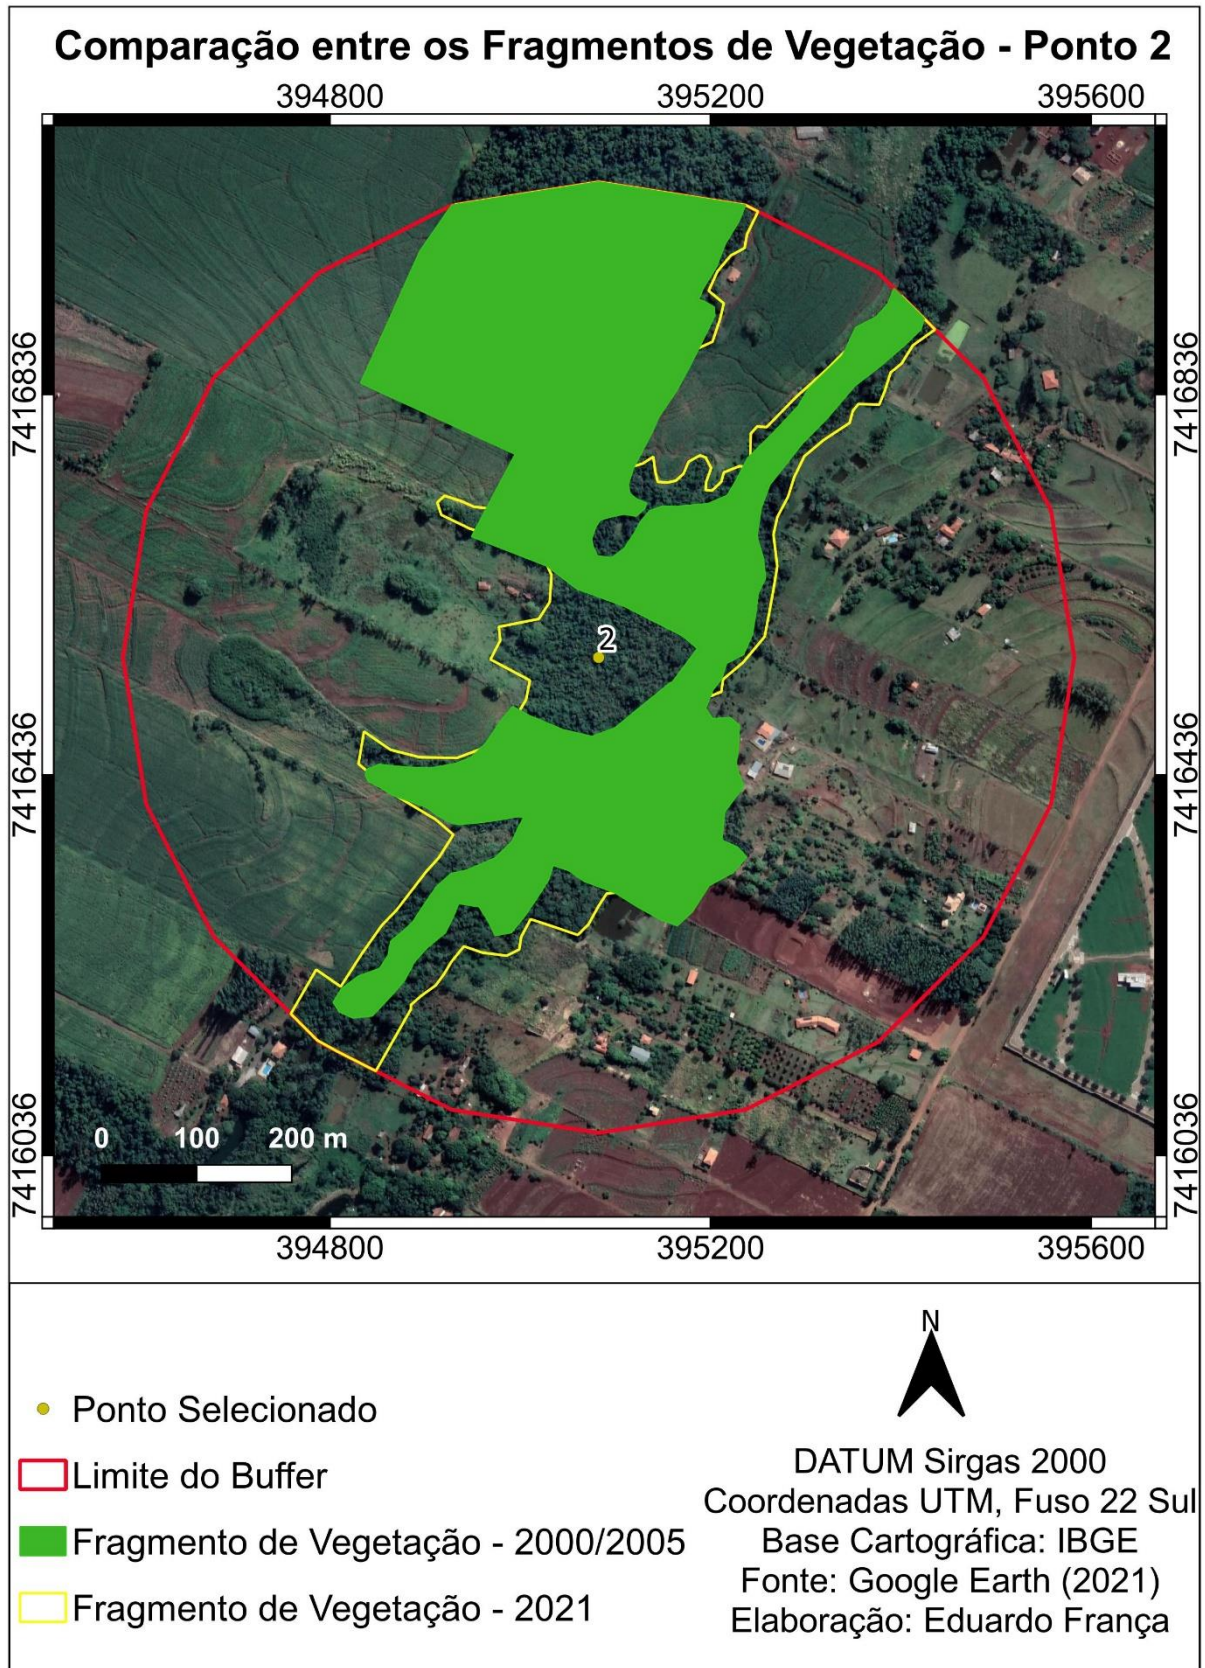 Comparação entre os Fragmentos de Vegetação - Ponto 2
394800 395200 395600
7416836 7416836
2
7416436 7416436
0 100 200 m
7416036 7416036
394800 395200 395600
N
Ponto Selecionado
Limite do Buffer
Fragmento de Vegetação - 2000/2005
Fragmento de Vegetação - 2021
DATUM Sirgas 2000
Coordenadas UTM, Fuso 22 Sul
Base Cartográfica: IBGE
Fonte: Google Earth (2021)
Elaboração: Eduardo França